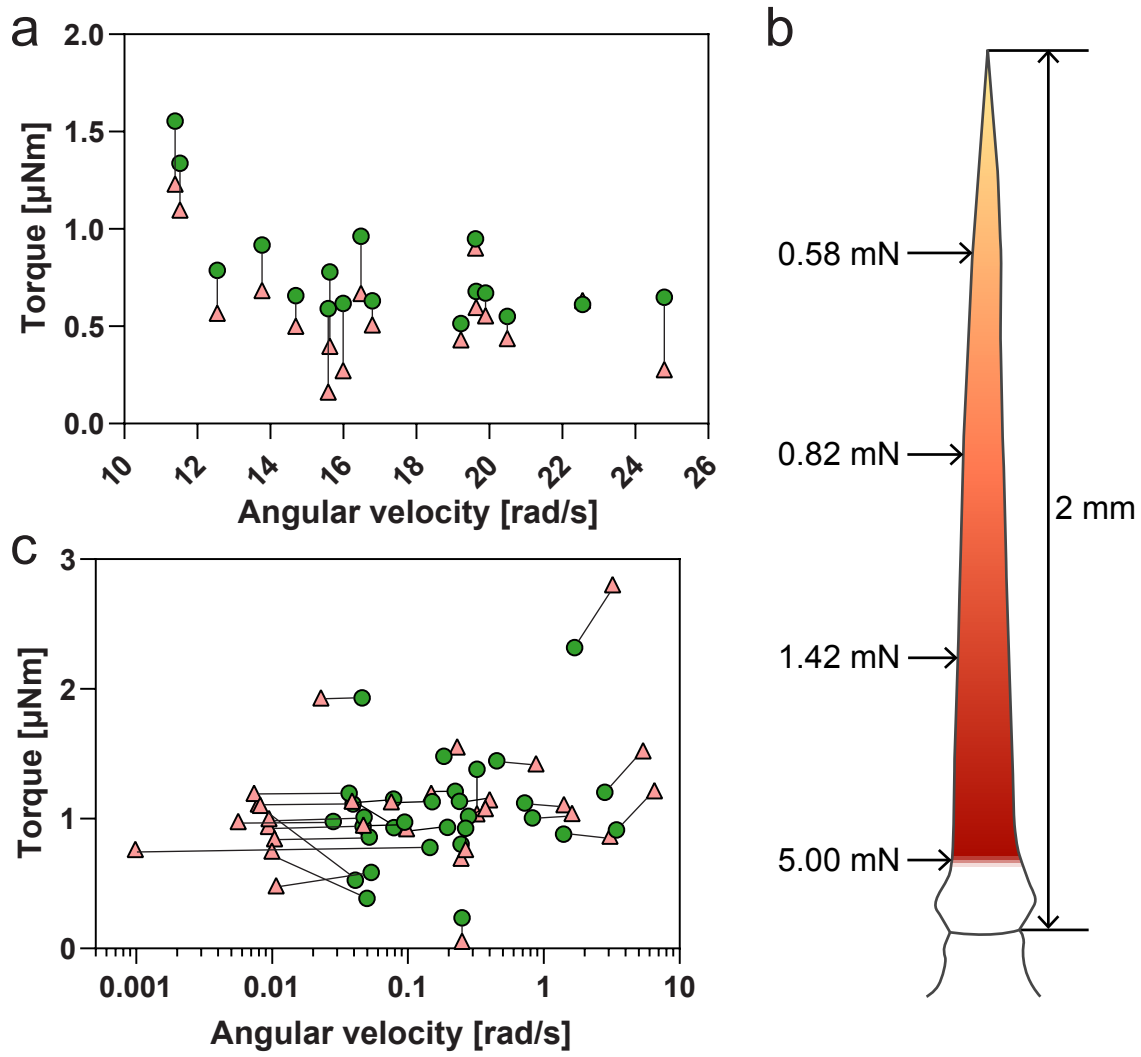 a
2.0
1.5
1.0
0.5
0.0
Torque [µNm]
10
12
14
16
18
20
22
24
26
Angular velocity [rad/s]
b
0.58 mN
0.82 mN
1.42 mN
5.00 mN
2 mm
c
3
2
1
0
Torque [µNm]
0.001
0.01
0.1
1
10
Angular velocity [rad/s]